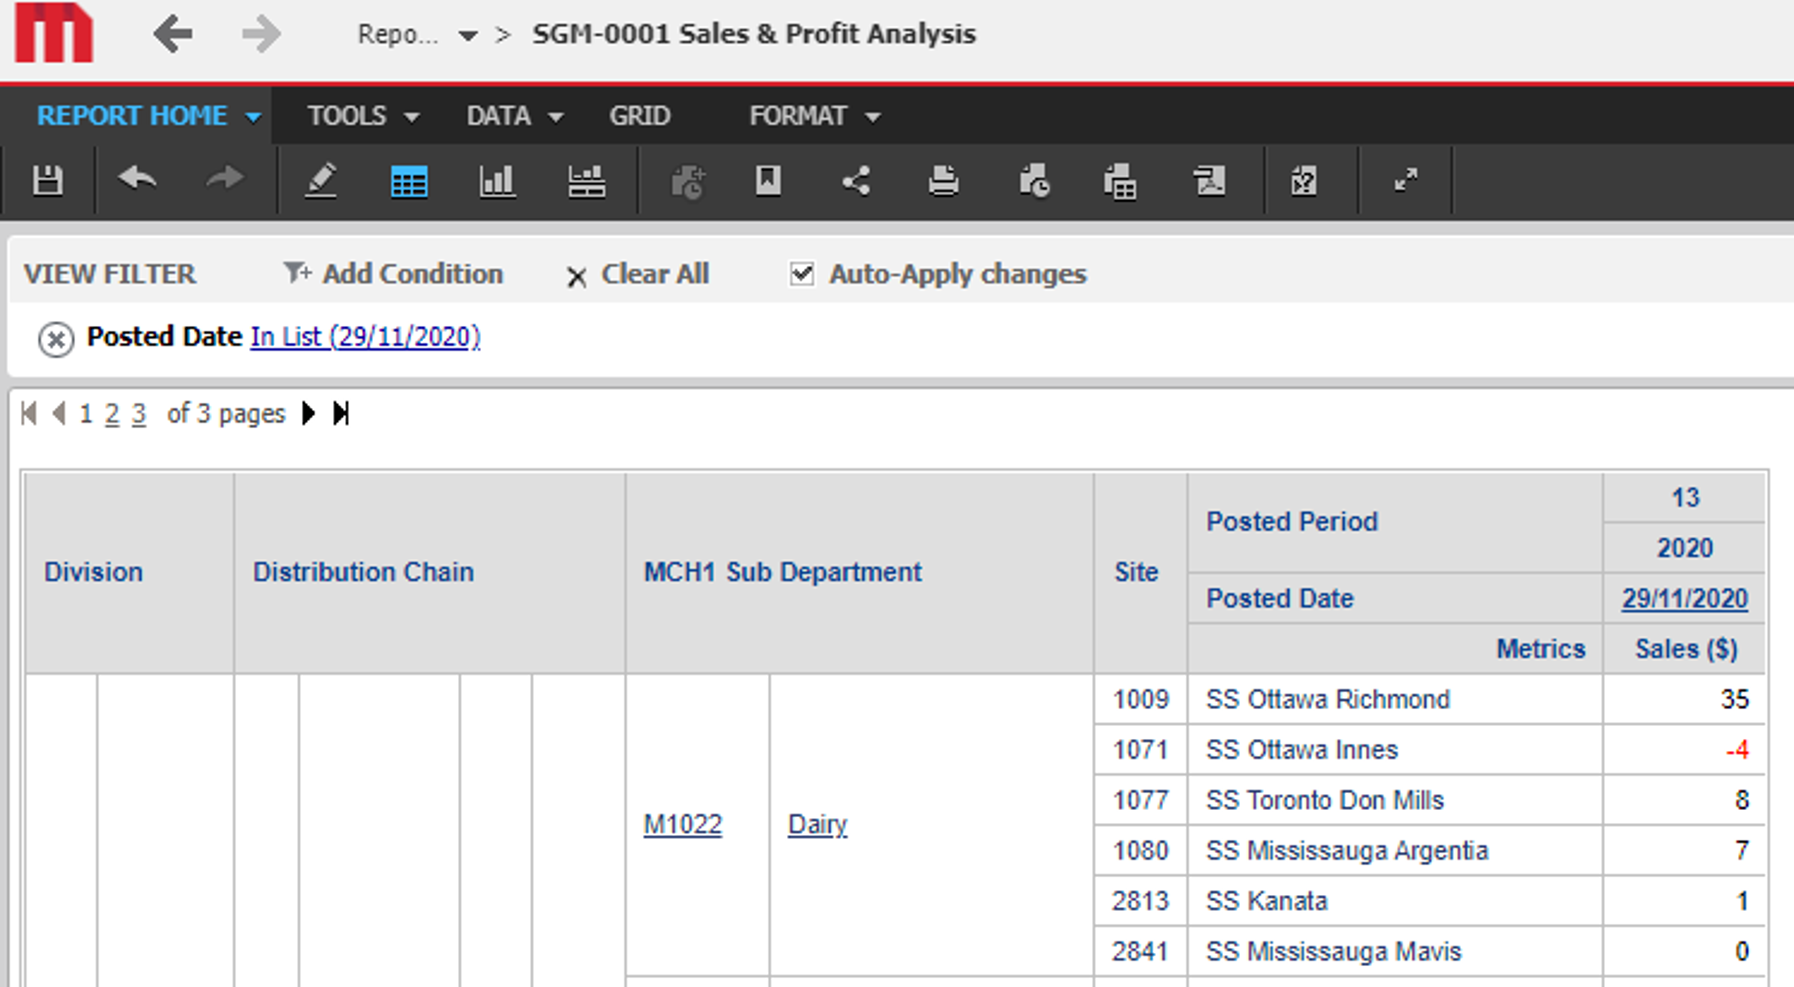 Repo... > SGM-0001 Sales & Profit Analysis
REPORT HOME TOOLS DATA GRID FORMAT
VIEW FILTER Add Condition Clear All Auto-Apply changes
Posted Date In List (29/11/2020)
1 2 3 of 3 pages
Division Distribution Chain MCH1 Sub Department Site Posted Period 13
2020
Posted Date 29/11/2020
Metrics Sales ($)
M1022 Dairy
1009 SS Ottawa Richmond 35
1071 SS Ottawa Innes -4
1077 SS Toronto Don Mills 8
1080 SS Mississauga Argentia 7
2813 SS Kanata 1
2841 SS Mississauga Mavis 0